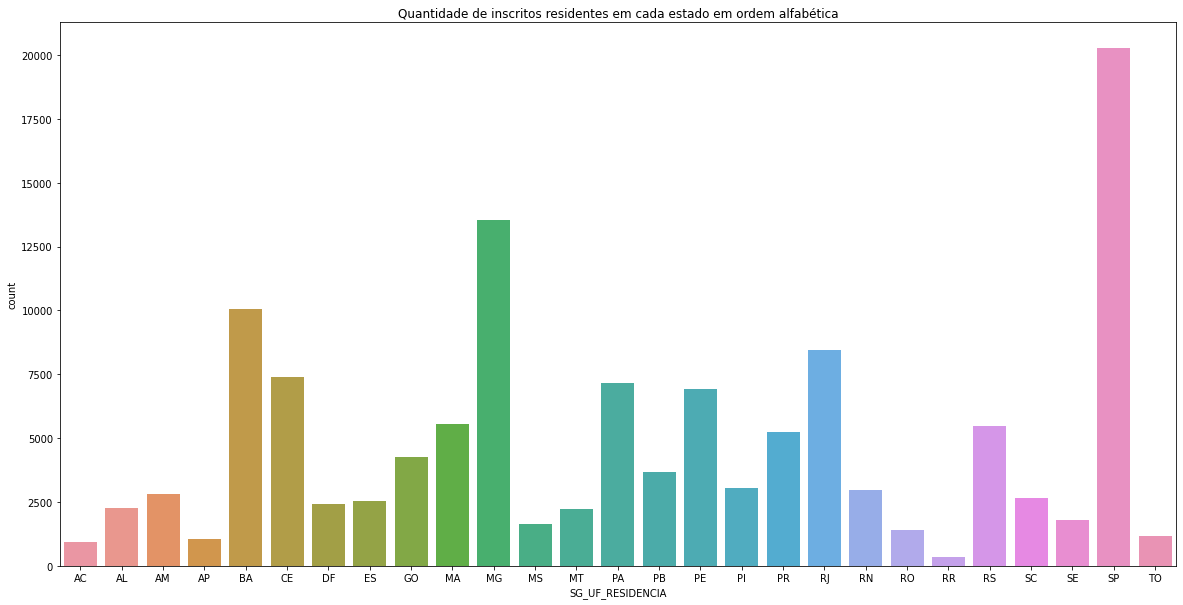 Quantidade de inscritos residentes em cada estado em ordem alfabética
20000
17500
15000
12500
10000
7500
5000
2500
0
count
AC AL AM AP BA CE DF ES GO MA MG MS MT PA PB PE PI PR RJ RN RO RR RS SC SE SP TO
SG_UF_RESIDENCIA